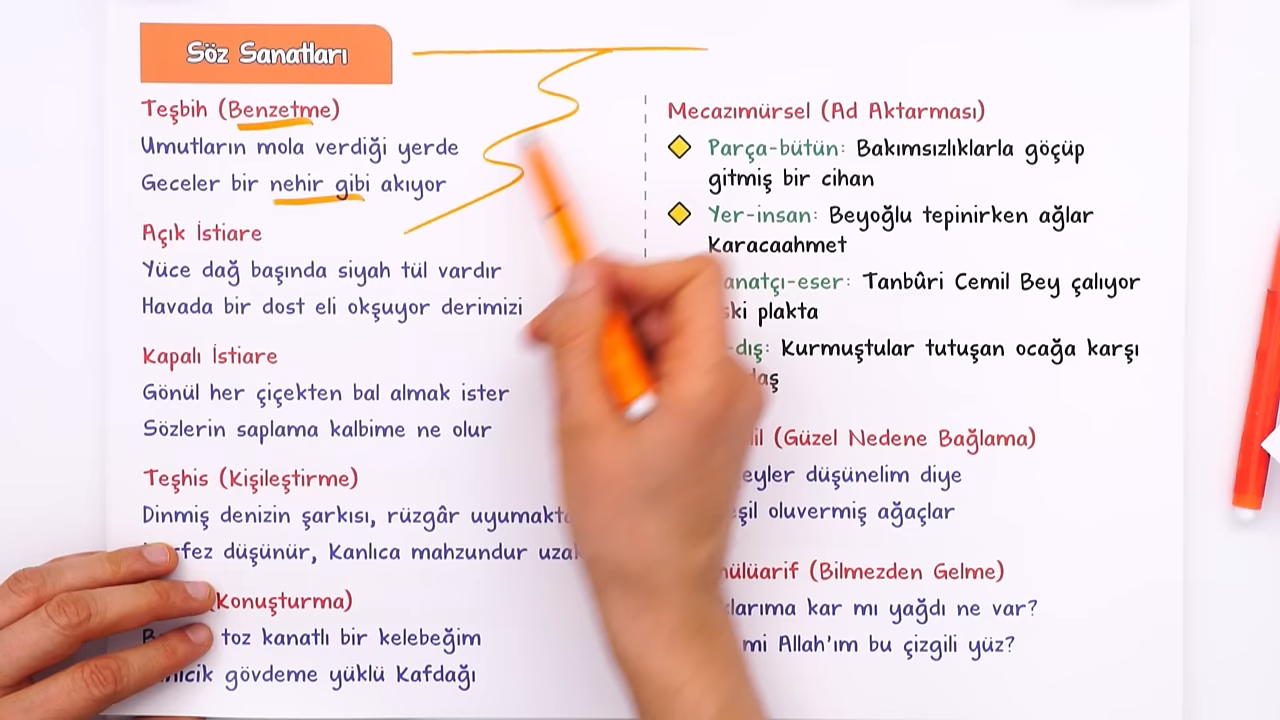 Söz Sanatları
Teşbih (Benzetme)
Umutların mola verdiği yerde
Geceler bir nehir gibi akıyor
Açık İstiare
Yüce dağ başında siyah tül vardır
Havada bir dost eli okşuyor derimizi
Kapalı İstiare
Gönül her çiçekten bal almak ister
Sözlerin saplama kalbime ne olur
Teşhis (Kişileştirme)
Dinmiş denizin şarkısı, rüzgâr
düşünür, Kanlıca mahzundur
(Konuşturma)
toz kanatlı bir kelebeğim
gövdeme yüklü Kafdağı
Mecazımürsel (Ad Aktarması)
Parça-bütün: Bakımsızlıklarla göçüp
gitmiş bir cihan
Yer-insan: Beyoğlu tepinirken ağlar
Karacaahmet
Tanbûri Cemil Bey çalıyor
plakta
Kurmuştular tutuşan ocağa karşı
(Güzel Nedene Bağlama)
düşünelim diye
oluvermiş ağaçlar
(Bilmezden Gelme)
kar mı yağdı ne var?
mi Allah'ım bu çizgili yüz?